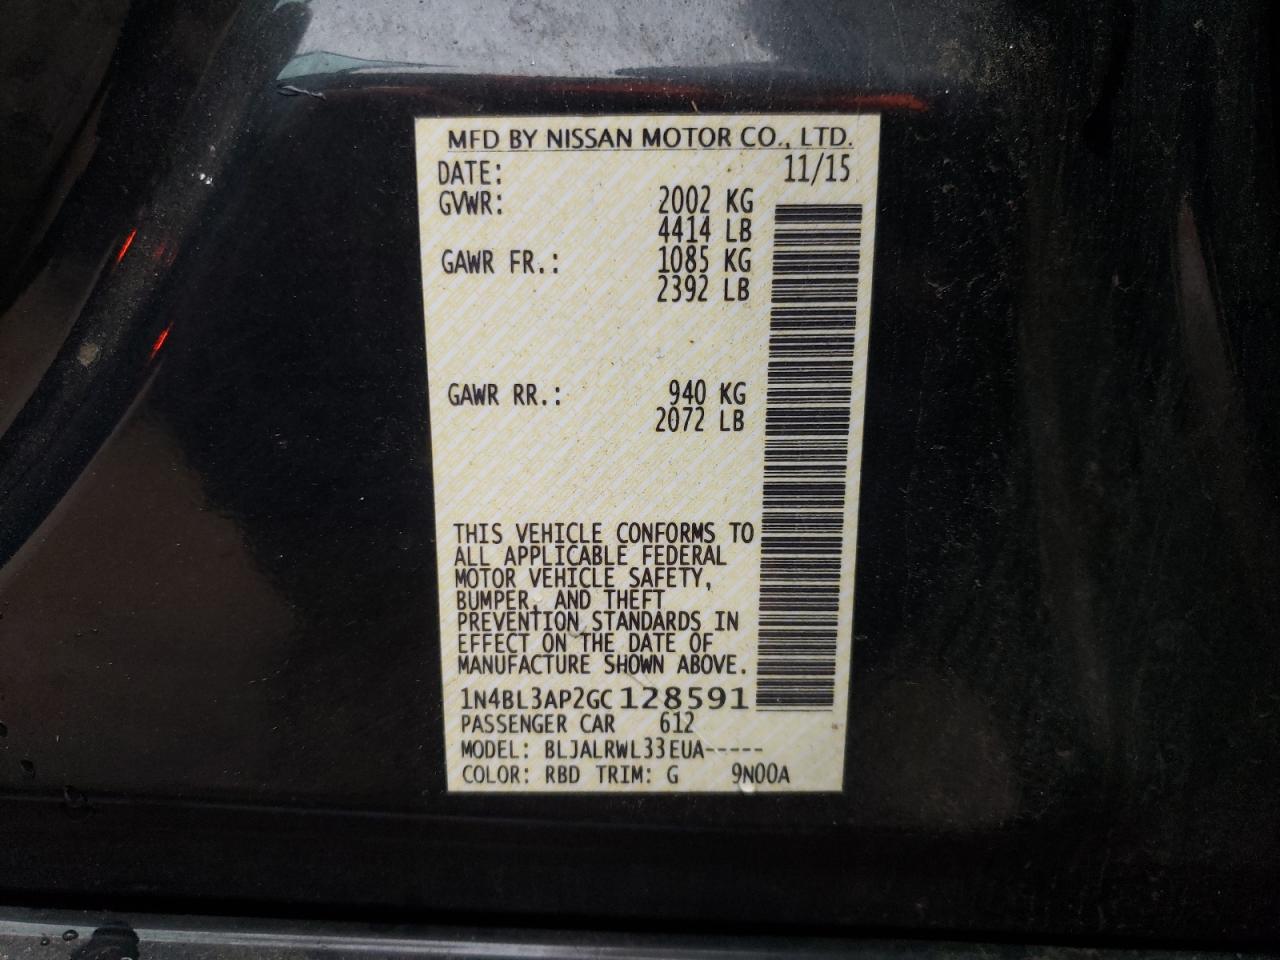 MFD BY NISSAN MOTOR CO., LTD.
DATE: 11/15
GVWR: 2002 KG
4414 LB
GAWR FR.: 1085 KG
2392 LB
GAWR RR.: 940 KG
2072 LB
THIS VEHICLE CONFORMS TO
ALL APPLICABLE FEDERAL
MOTOR VEHICLE SAFETY,
BUMPER, AND THEFT
PREVENTION STANDARDS IN
EFFECT ON THE DATE OF
MANUFACTURE SHOWN ABOVE.
1N4BL3AP2GC128591
PASSENGER CAR 612
MODEL: BLJALRWL33EUA-----
COLOR: RBD TRIM: G 9N00A